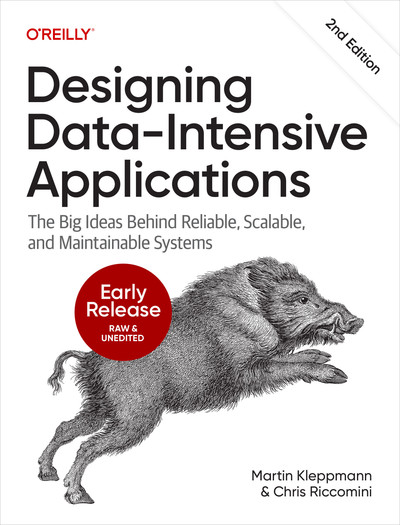 O'REILLY®
2nd Edition
Designing
Data-Intensive
Applications
The Big Ideas Behind Reliable, Scalable,
and Maintainable Systems
Early
Release
RAW &
UNEDITED
Martin Kleppmann
& Chris Riccomini